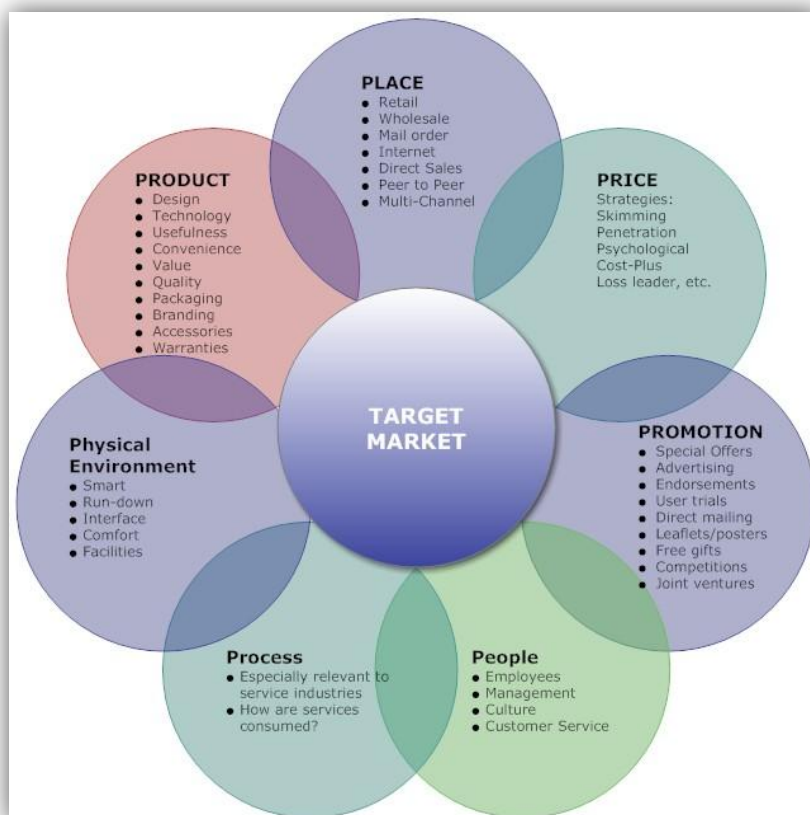 PLACE
● Retail
● Wholesale
● Mail order
● Internet
● Direct Sales
● Peer to Peer
● Multi-Channel
PRODUCT
● Design
● Technology
● Usefulness
● Convenience
● Value
● Quality
● Packaging
● Branding
● Accessories
● Warranties
PRICE
Strategies:
Skimming
Penetration
Psychological
Cost-Plus
Loss leader, etc.
TARGET
MARKET
Physical
Environment
● Smart
● Run-down
● Interface
● Comfort
● Facilities
PROMOTION
● Special Offers
● Advertising
● Endorsements
● User trials
● Direct mailing
● Leaflets/posters
● Free gifts
● Competitions
● Joint ventures
Process
● Especially relevant to
service industries
● How are services
consumed?
People
● Employees
● Management
● Culture
● Customer Service